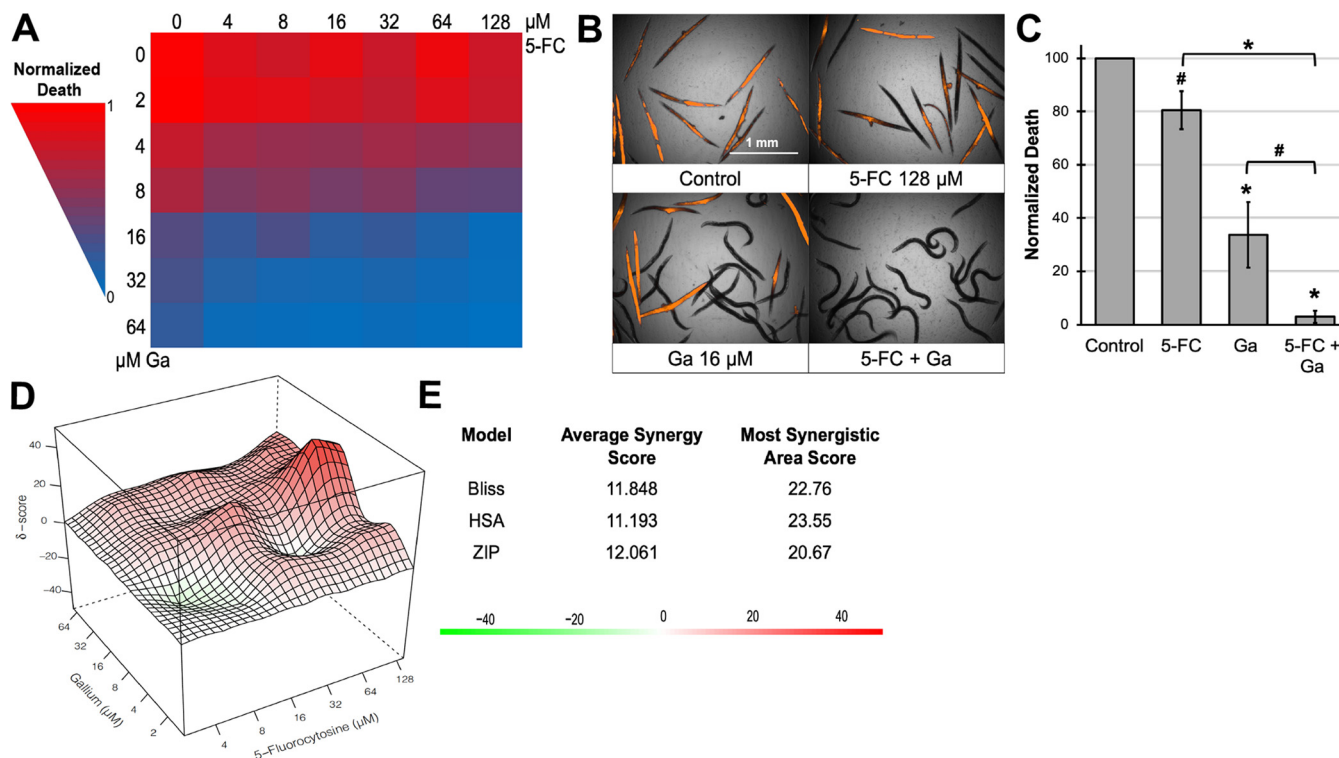 A
0 4 8 16 32 64 128 µM
5-FC
Normalized
Death
1
0
0
2
4
8
16
32
64
µM Ga
B
1 mm
Control
5-FC 128 µM
Ga 16 µM
5-FC + Ga
C
Normalized Death
100
80
60
40
20
0
#
*
*
*
#
Control
5-FC
Ga
5-FC +
Ga
D
δ-score
40
20
0
−20
−40
64
32
16
8
4
2
Gallium (µM)
4
8
16
32
64
128
5−Fluorocytosine (µM)
E
Model Average Synergy Score Most Synergistic Area Score
Bliss 11.848 22.76
HSA 11.193 23.55
ZIP 12.061 20.67
−40 −20 0 20 40